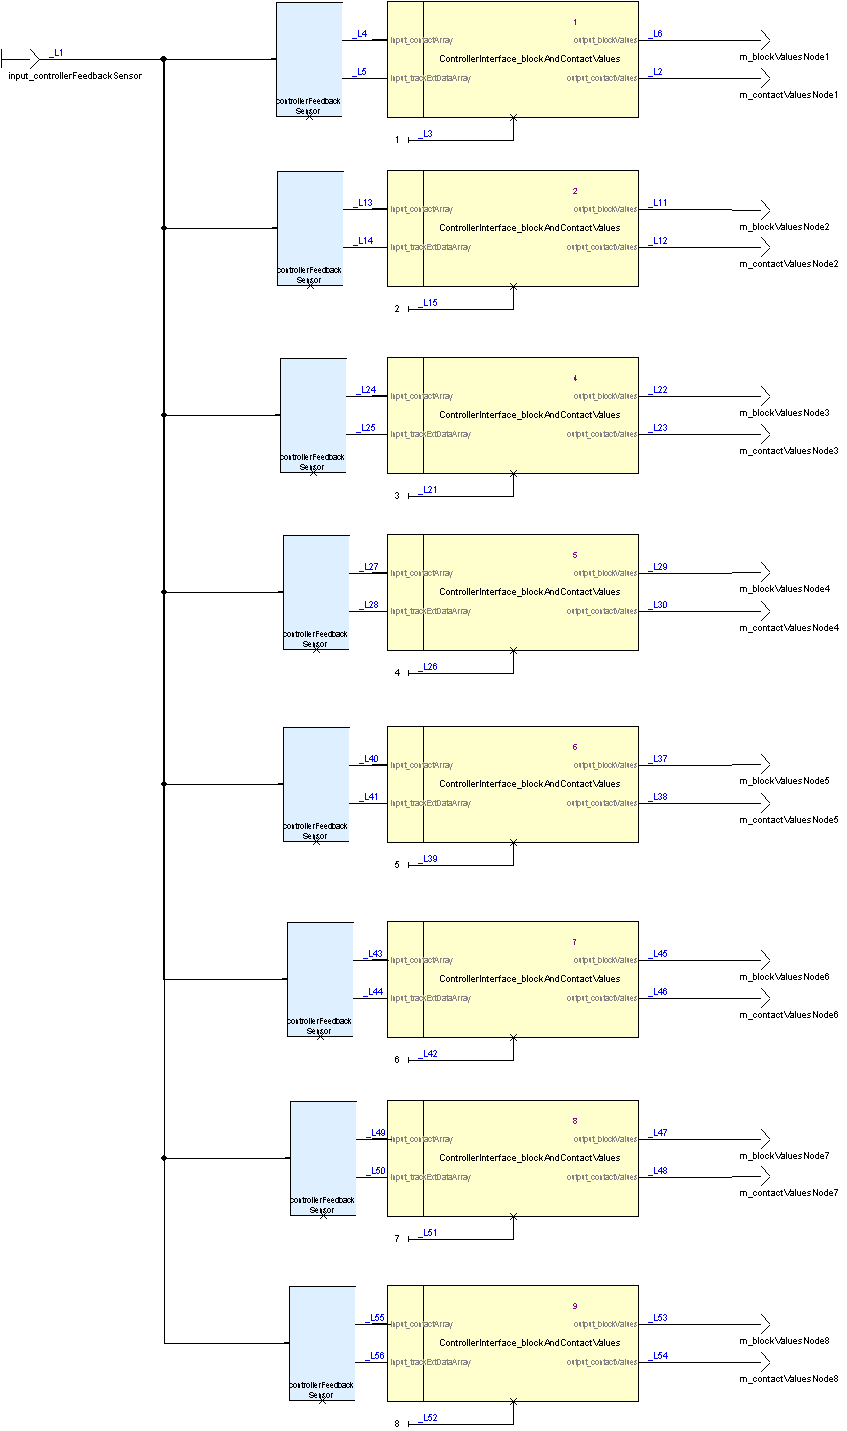 _L1
input_controllerFeedbackSensor
controllerFeedback
Sensor
_L4
_L5
1
input_contactArray
output_blockValues
ControllerInterface_blockAndContactValues
input_trackExtDataArray
output_contactValues
_L6
m_blockValuesNode1
_L2
m_contactValuesNode1
1
_L3
controllerFeedback
Sensor
_L13
_L14
2
input_contactArray
output_blockValues
ControllerInterface_blockAndContactValues
input_trackExtDataArray
output_contactValues
_L11
m_blockValuesNode2
_L12
m_contactValuesNode2
2
_L15
controllerFeedback
Sensor
_L24
_L25
4
input_contactArray
output_blockValues
ControllerInterface_blockAndContactValues
input_trackExtDataArray
output_contactValues
_L22
m_blockValuesNode3
_L23
m_contactValuesNode3
3
_L21
controllerFeedback
Sensor
_L27
_L28
5
input_contactArray
output_blockValues
ControllerInterface_blockAndContactValues
input_trackExtDataArray
output_contactValues
_L29
m_blockValuesNode4
_L30
m_contactValuesNode4
4
_L26
controllerFeedback
Sensor
_L40
_L41
6
input_contactArray
output_blockValues
ControllerInterface_blockAndContactValues
input_trackExtDataArray
output_contactValues
_L37
m_blockValuesNode5
_L38
m_contactValuesNode5
5
_L39
controllerFeedback
Sensor
_L43
_L44
7
input_contactArray
output_blockValues
ControllerInterface_blockAndContactValues
input_trackExtDataArray
output_contactValues
_L45
m_blockValuesNode6
_L46
m_contactValuesNode6
6
_L42
controllerFeedback
Sensor
_L49
_L50
8
input_contactArray
output_blockValues
ControllerInterface_blockAndContactValues
input_trackExtDataArray
output_contactValues
_L47
m_blockValuesNode7
_L48
m_contactValuesNode7
7
_L51
controllerFeedback
Sensor
_L55
_L56
9
input_contactArray
output_blockValues
ControllerInterface_blockAndContactValues
input_trackExtDataArray
output_contactValues
_L53
m_blockValuesNode8
_L54
m_contactValuesNode8
8
_L52